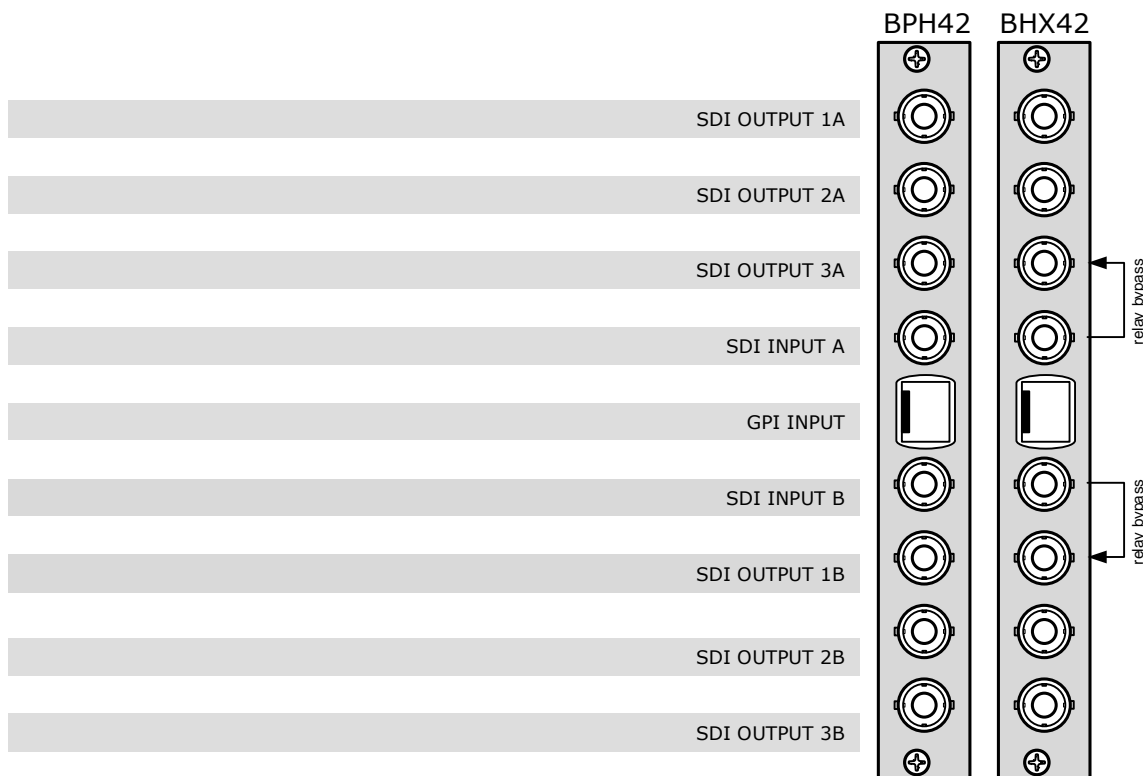 BPH42 BHX42
SDI OUTPUT 1A
SDI OUTPUT 2A
SDI OUTPUT 3A
relay bypass
SDI INPUT A
GPI INPUT
SDI INPUT B
relay bypass
SDI OUTPUT 1B
SDI OUTPUT 2B
SDI OUTPUT 3B